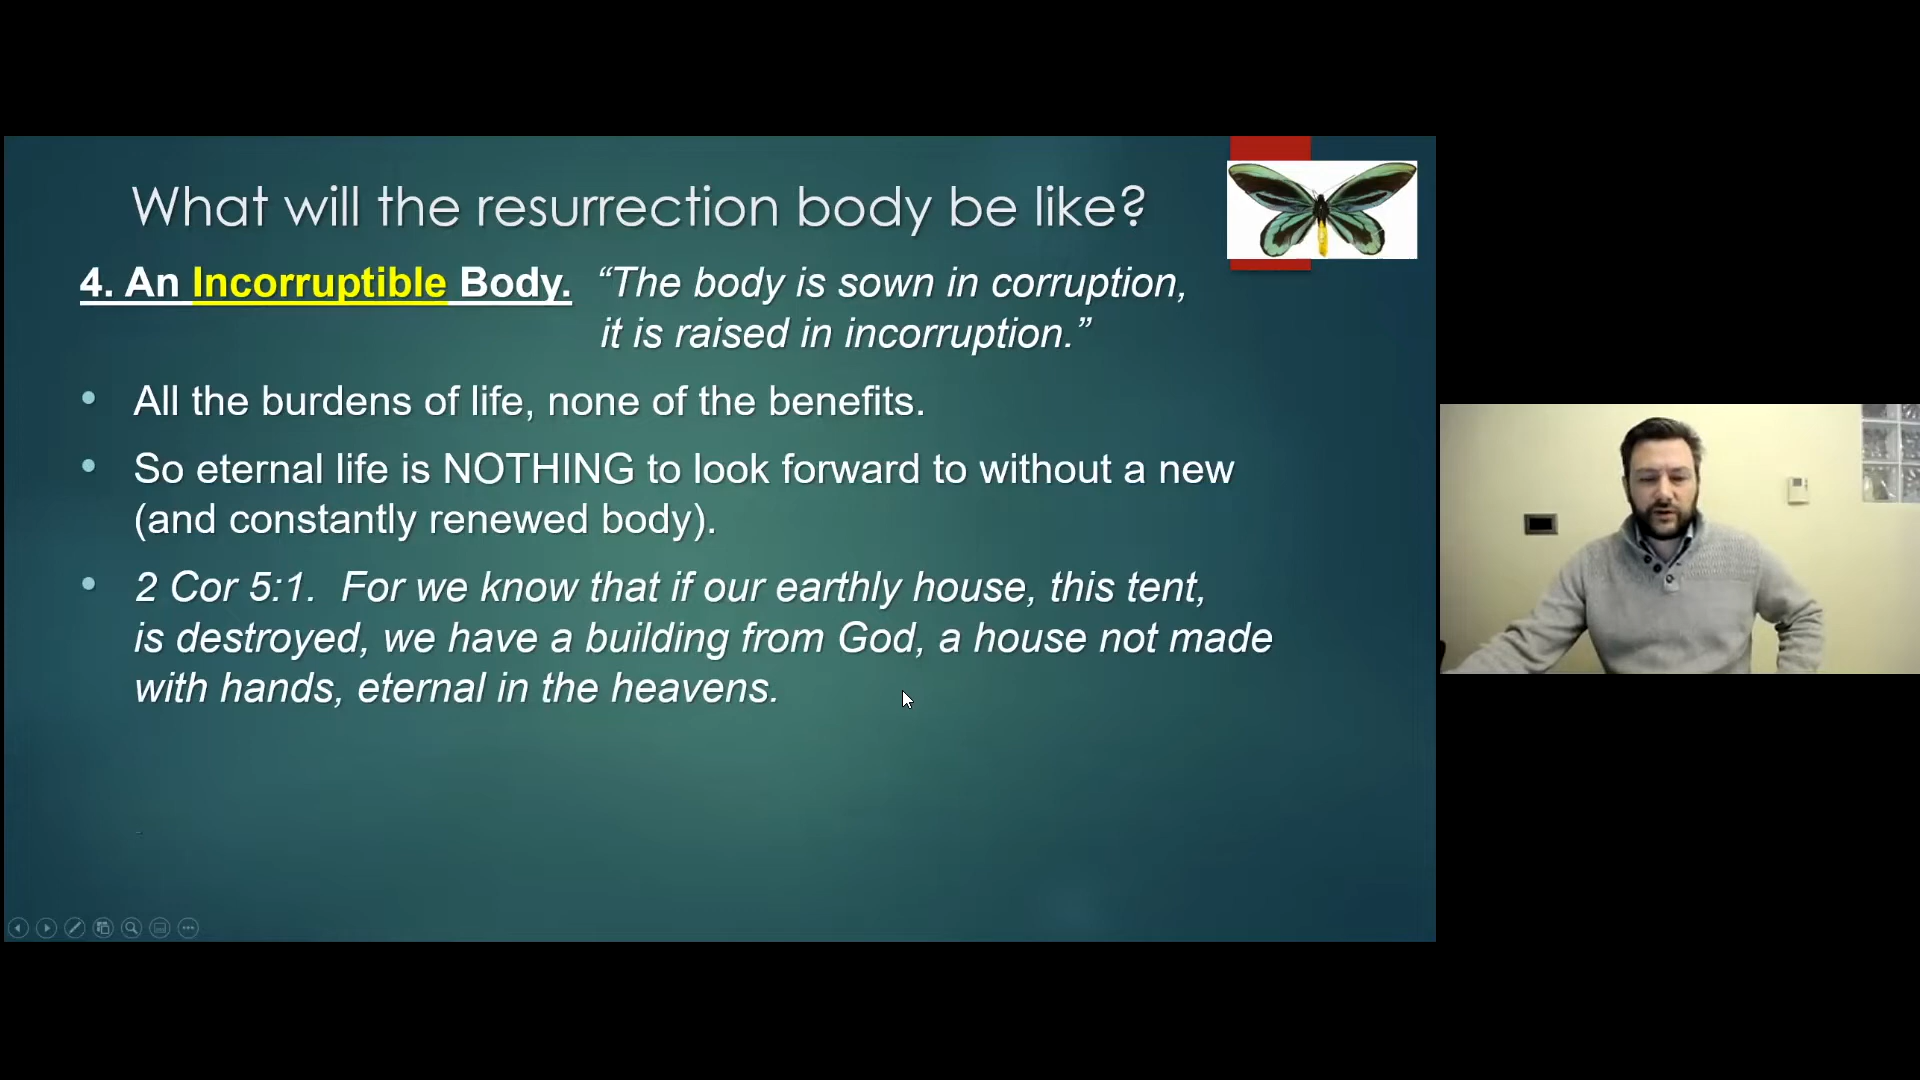 What will the resurrection body be like?
4. An Incorruptible Body. “The body is sown in corruption,
it is raised in incorruption.”
• All the burdens of life, none of the benefits.
• So eternal life is NOTHING to look forward to without a new
(and constantly renewed body).
• 2 Cor 5:1. For we know that if our earthly house, this tent,
is destroyed, we have a building from God, a house not made
with hands, eternal in the heavens.